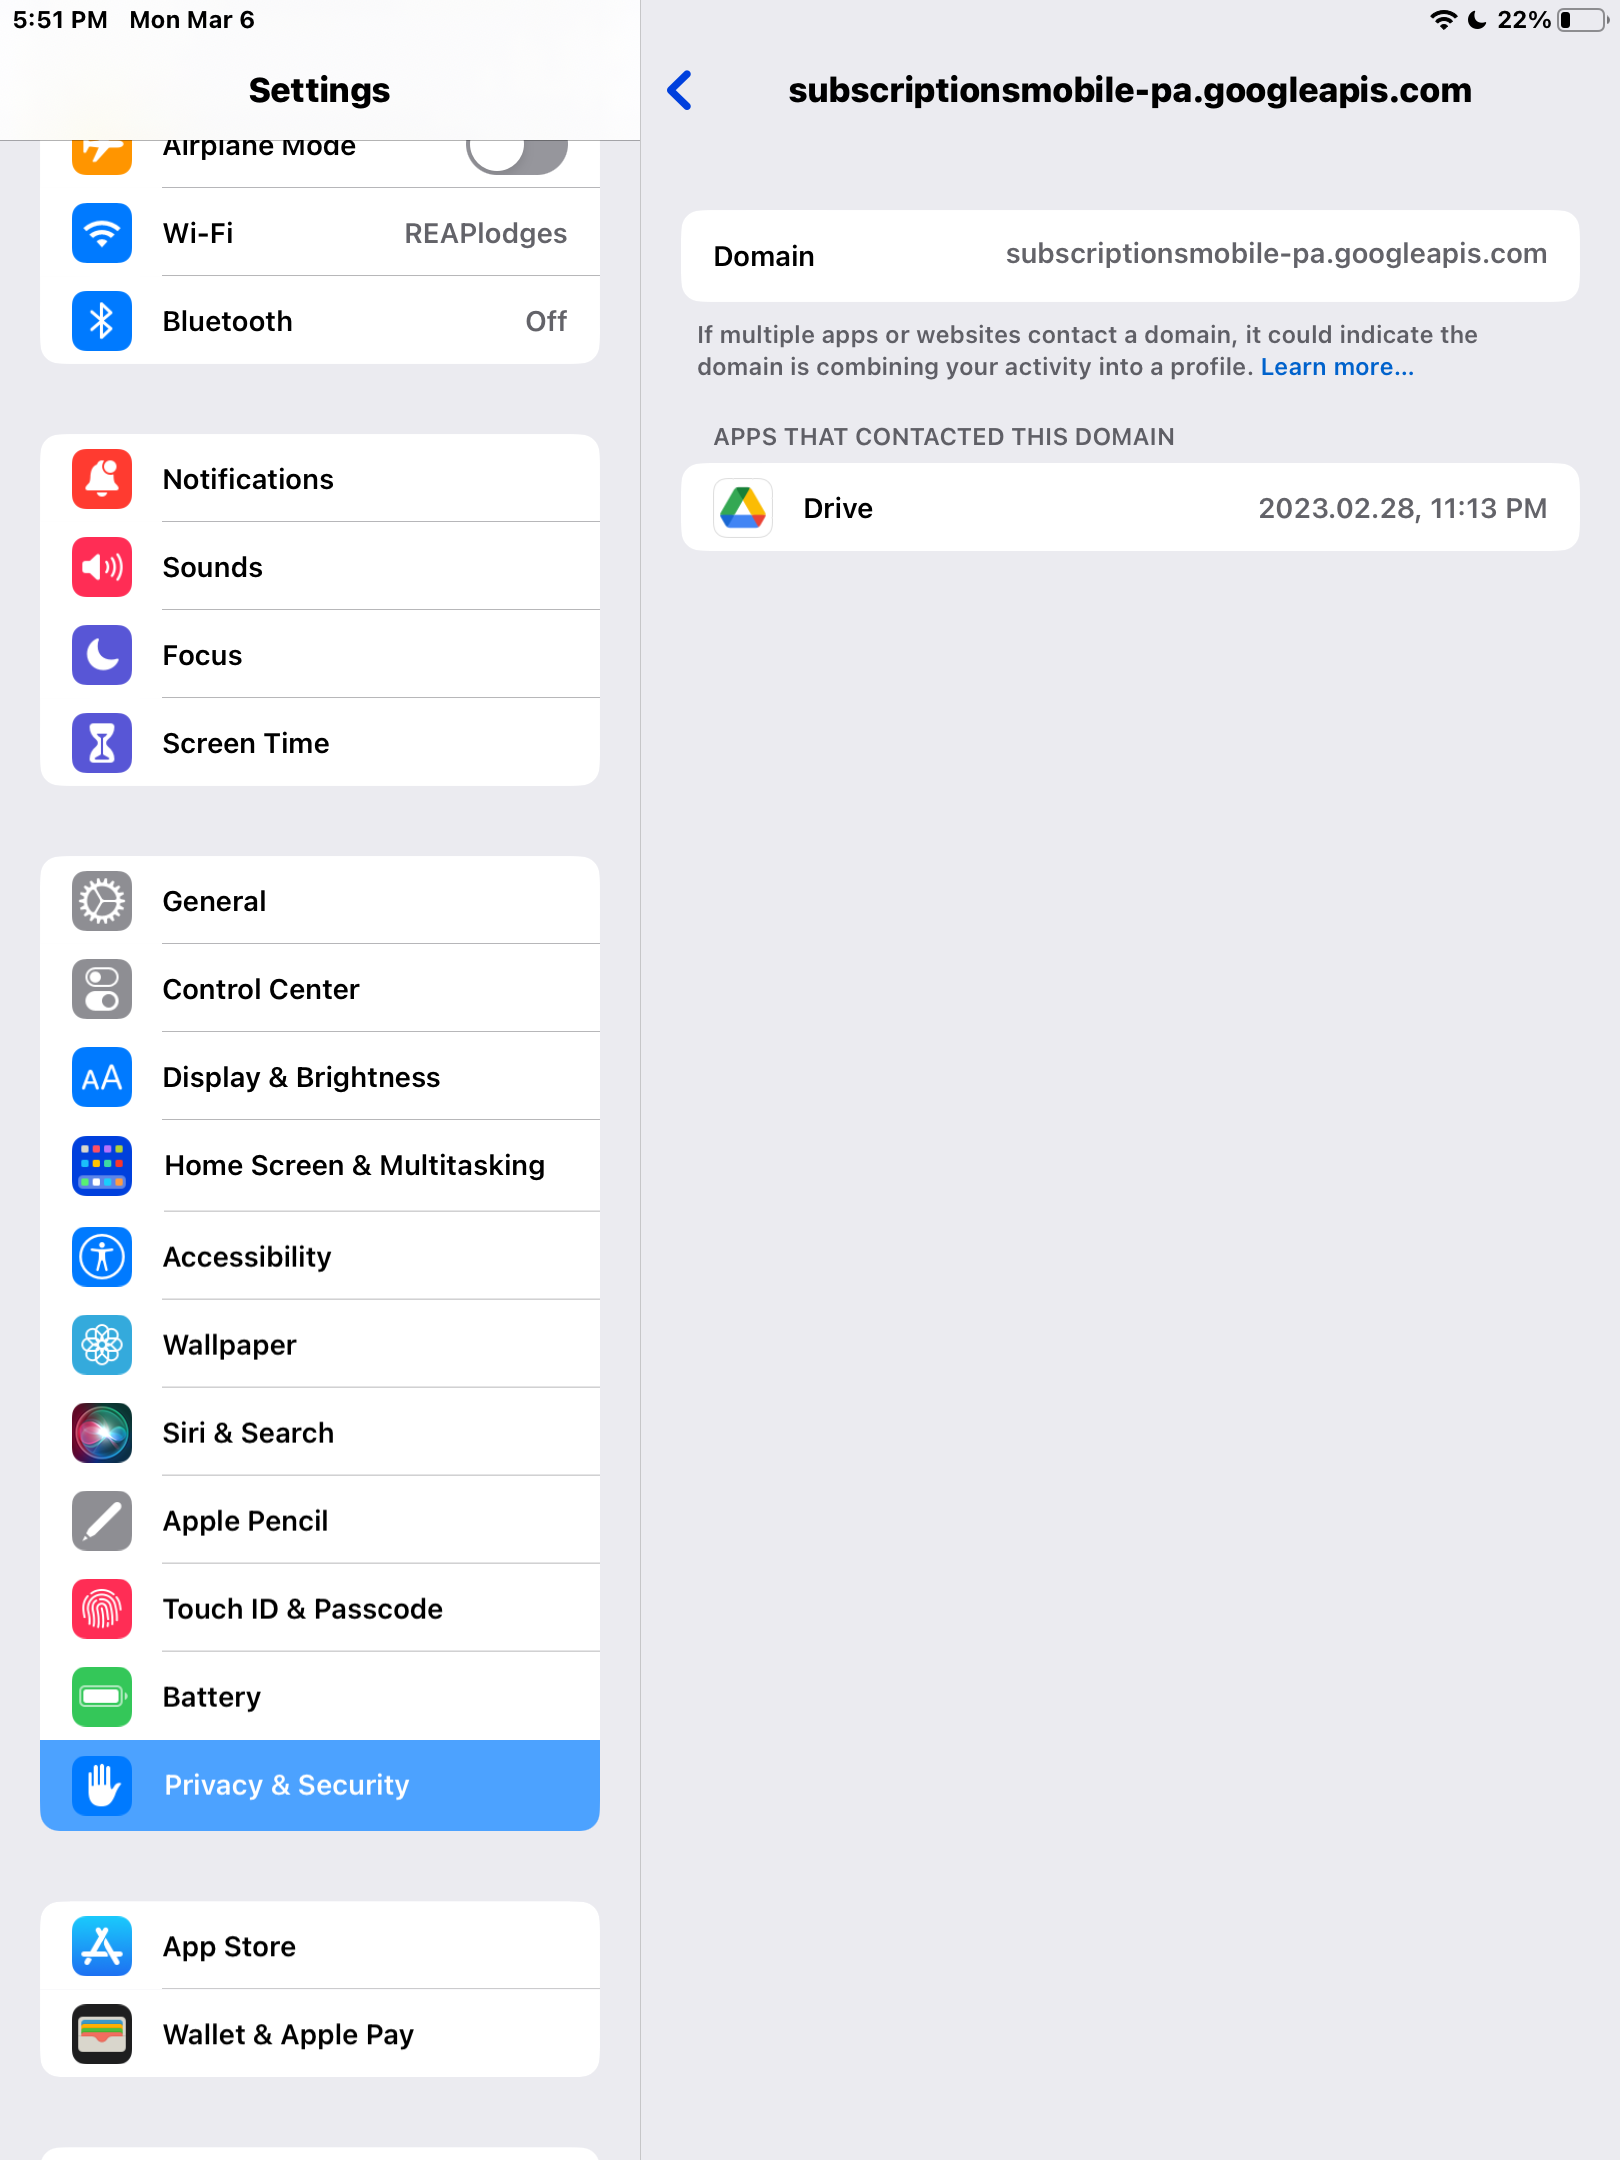 5:51 PM Mon Mar 6
22%
Settings
Airplane Mode
Wi-Fi REAPlodges
Bluetooth Off
Notifications
Sounds
Focus
Screen Time
General
Control Center
AA Display & Brightness
Home Screen & Multitasking
Accessibility
Wallpaper
Siri & Search
Apple Pencil
Touch ID & Passcode
Battery
Privacy & Security
App Store
Wallet & Apple Pay
subscriptionsmobile-pa.googleapis.com
Domain subscriptionsmobile-pa.googleapis.com
If multiple apps or websites contact a domain, it could indicate the
domain is combining your activity into a profile. Learn more...
APPS THAT CONTACTED THIS DOMAIN
Drive 2023.02.28, 11:13 PM